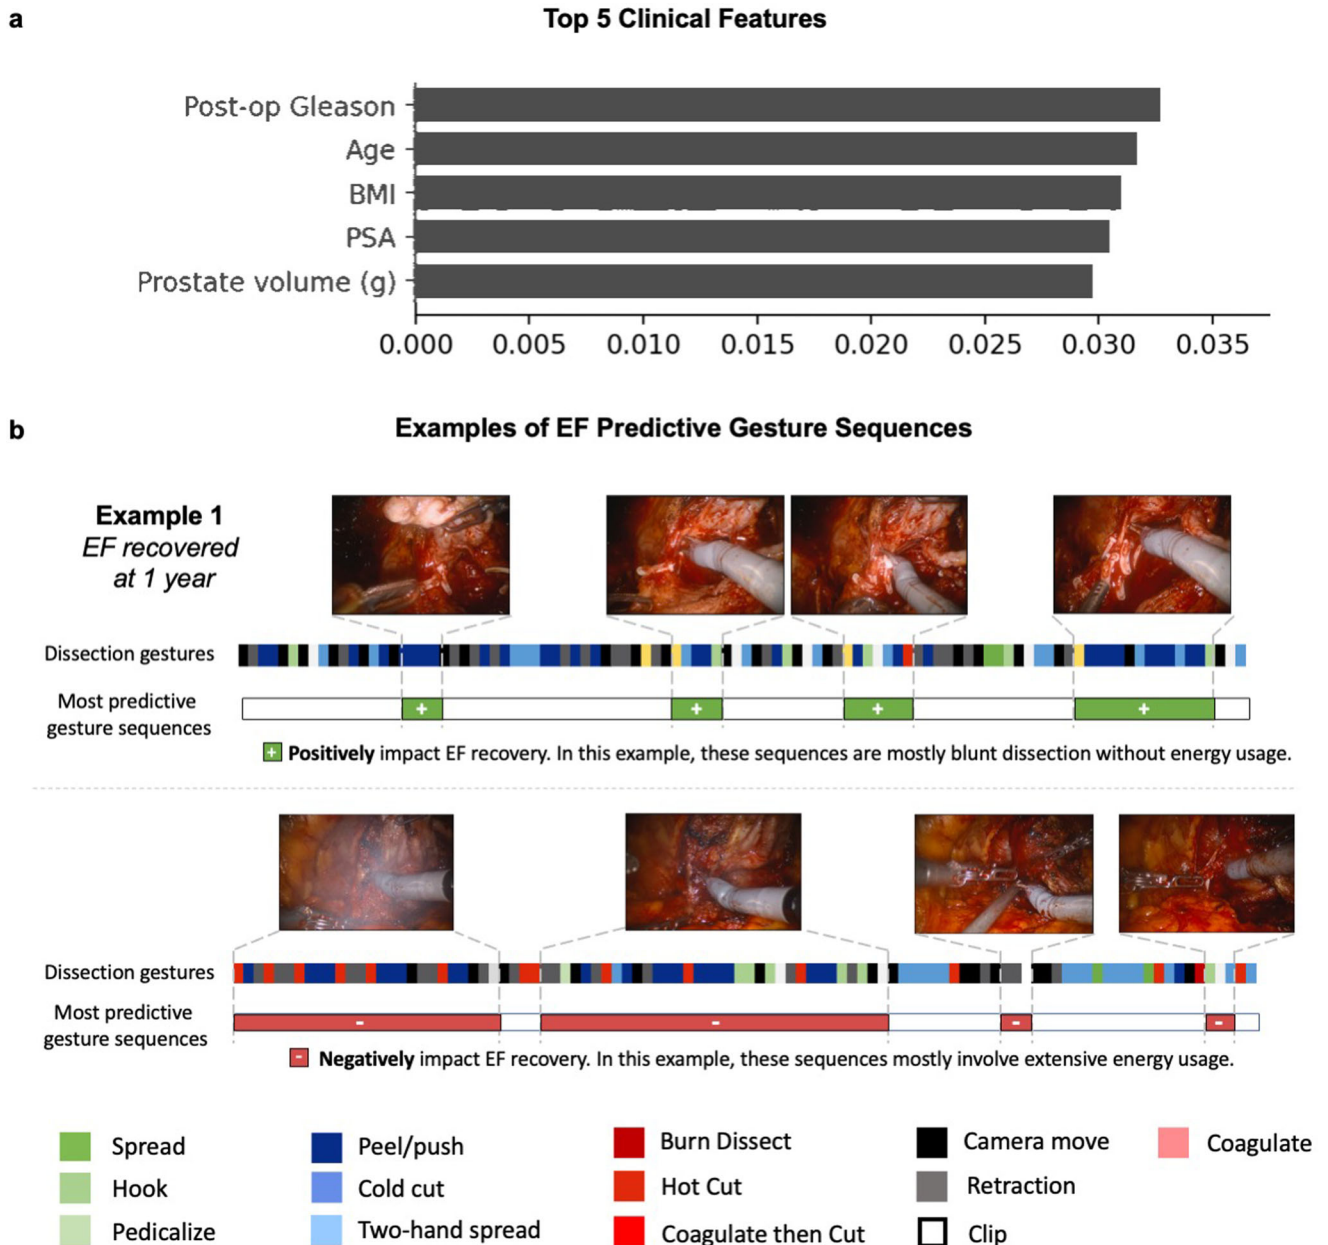 a
Top 5 Clinical Features
Post-op Gleason
Age
BMI
PSA
Prostate volume (g)
0.000 0.005 0.010 0.015 0.020 0.025 0.030 0.035
b
Examples of EF Predictive Gesture Sequences
Example 1
EF recovered
at 1 year
Dissection gestures
Most predictive
gesture sequences
+ + + +
+ Positively impact EF recovery. In this example, these sequences are mostly blunt dissection without energy usage.
Dissection gestures
Most predictive
gesture sequences
- - - -
- Negatively impact EF recovery. In this example, these sequences mostly involve extensive energy usage.
Spread Peel/push Burn Dissect Camera move Coagulate
Hook Cold cut Hot Cut Retraction
Pedicalize Two-hand spread Coagulate then Cut Clip